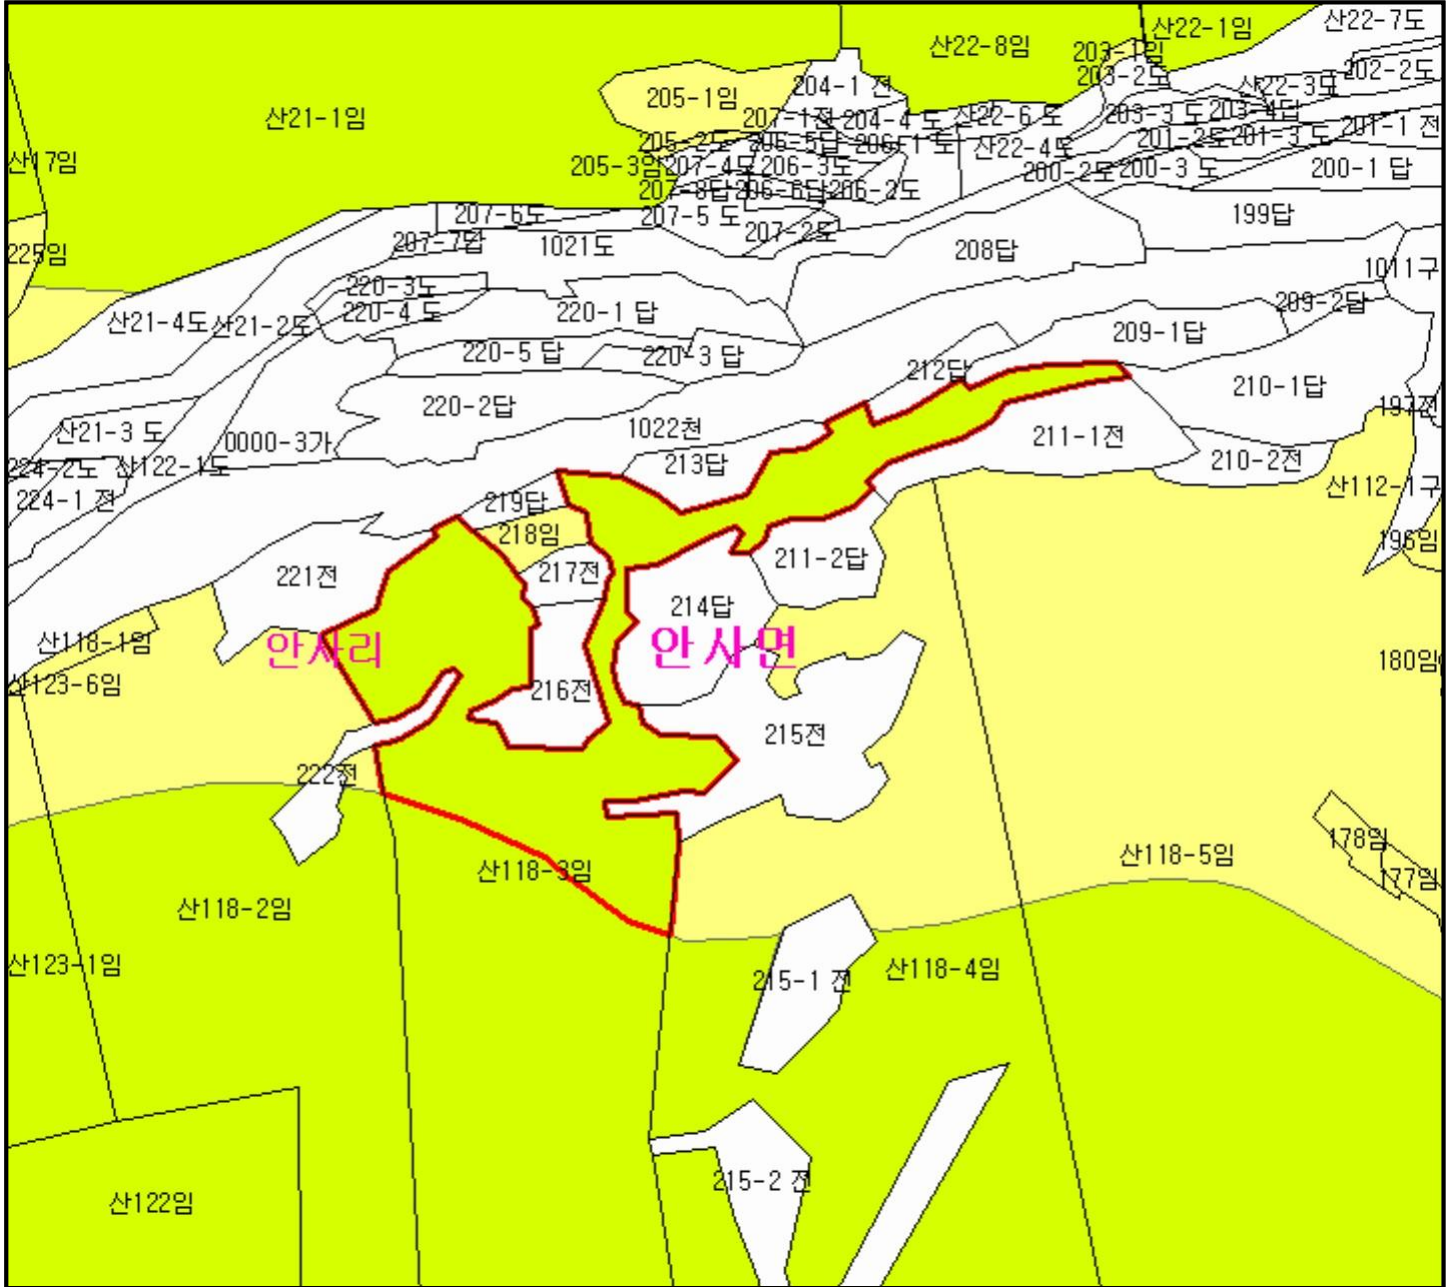 산22-7도
산22-1임
산22-8임
203-1임
203-2도
202-2도
산22-3도
204-1 전
205-1임
산21-1임
207-1전
204-4 도
산22-6 도
203-3 도
203-4답
201-1 전
205-2도
206-5답
206-1 도
산22-4도
201-2도
201-3 도
산17임
205-3임
207-4도
206-3도
200-2도
200-3 도
200-1 답
207-8답
206-6답
206-2도
207-6도
207-5 도
207-2도
199답
207-7답
1021도
208답
225임
1011구
220-3도
220-4 도
220-1 답
209-2답
산21-4도
산21-2도
209-1답
220-5 답
220-3 답
212답
210-1답
220-2답
197전
산21-3 도
0000-3가
1022천
211-1전
213답
210-2전
224-2도
산122-1도
224-1 전
219답
산112-1구
218임
196임
221전
217전
211-2답
214답
산118-1임
안사리
안사면
180임
산123-6임
216전
215전
222전
178임
산118-3임
산118-5임
177임
산118-2임
산123-1임
215-1 전
산118-4임
215-2 전
산122임